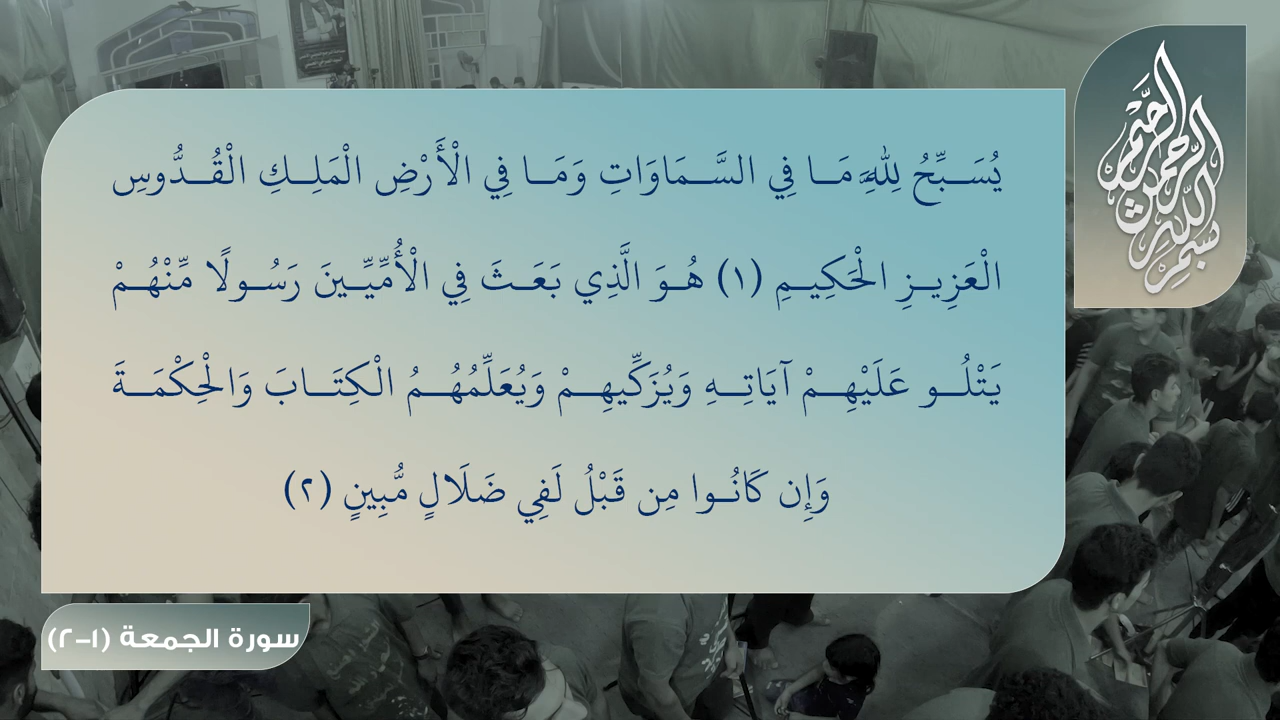 بسم الله الرحمن الرحيم
يُسَبِّحُ لِلَّهِ مَا فِي السَّمَاوَاتِ وَمَا فِي الْأَرْضِ الْمَلِكِ الْقُدُّوسِ
الْعَزِيزِ الْحَكِيمِ (١) هُوَ الَّذِي بَعَثَ فِي الْأُمِّيِّينَ رَسُولًا مِّنْهُمْ
يَتْلُو عَلَيْهِمْ آيَاتِهِ وَيُزَكِّيهِمْ وَيُعَلِّمُهُمُ الْكِتَابَ وَالْحِكْمَةَ
وَإِن كَانُوا مِن قَبْلُ لَفِي ضَلَالٍ مُّبِينٍ (٢)
سورة الجمعة (١-٢)